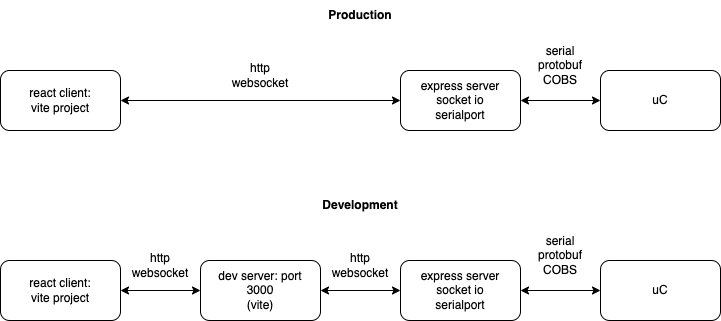 Production
http
websocket
serial
protobuf
COBS
react client:
vite project
express server
socket io
serialport
uC
Development
http
websocket
http
websocket
serial
protobuf
COBS
react client:
vite project
dev server: port
3000
(vite)
express server
socket io
serialport
uC